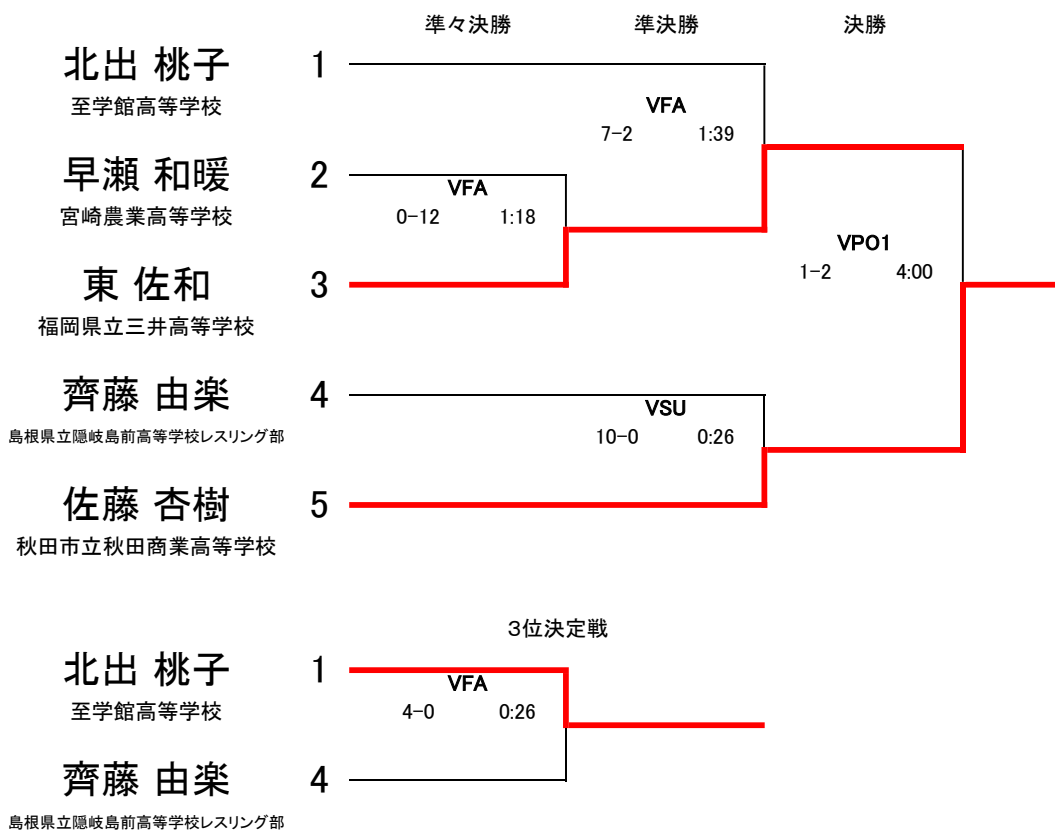 準々決勝 準決勝 決勝
北出 桃子 1
至学館高等学校
VFA
7-2 1:39
早瀬 和暖 2
宮崎農業高等学校
VFA
0-12 1:18
東 佐和 3
福岡県立三井高等学校
VPO1
1-2 4:00
齊藤 由楽 4
島根県立隠岐島前高等学校レスリング部
VSU
10-0 0:26
佐藤 杏樹 5
秋田市立秋田商業高等学校
3位決定戦
北出 桃子 1
至学館高等学校
VFA
4-0 0:26
齊藤 由楽 4
島根県立隠岐島前高等学校レスリング部